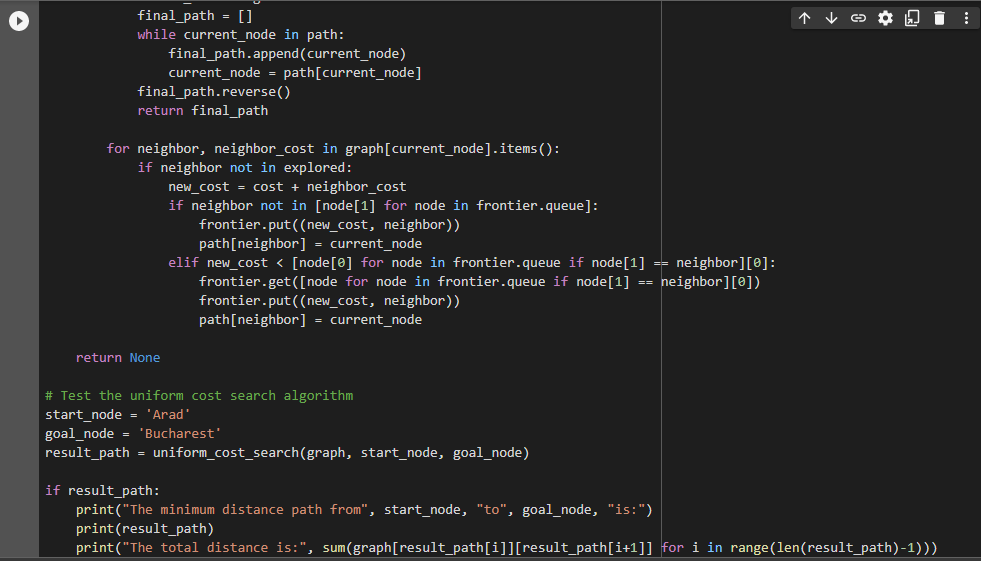 final_path = []
            while current_node in path:
                final_path.append(current_node)
                current_node = path[current_node]
            final_path.reverse()
            return final_path

        for neighbor, neighbor_cost in graph[current_node].items():
            if neighbor not in explored:
                new_cost = cost + neighbor_cost
                if neighbor not in [node[1] for node in frontier.queue]:
                    frontier.put((new_cost, neighbor))
                    path[neighbor] = current_node
                elif new_cost < [node[0] for node in frontier.queue if node[1] == neighbor][0]:
                    frontier.get([node for node in frontier.queue if node[1] == neighbor][0])
                    frontier.put((new_cost, neighbor))
                    path[neighbor] = current_node

    return None

# Test the uniform cost search algorithm
start_node = 'Arad'
goal_node = 'Bucharest'
result_path = uniform_cost_search(graph, start_node, goal_node)

if result_path:
    print("The minimum distance path from", start_node, "to", goal_node, "is:")
    print(result_path)
    print("The total distance is:", sum(graph[result_path[i]][result_path[i+1]] for i in range(len(result_path)-1)))